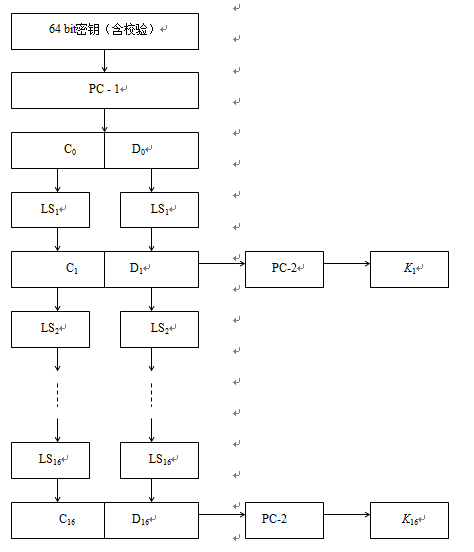 64 bit密钥（含校验）
PC - 1
C₀ D₀
LS₁ LS₁
C₁ D₁ PC-2 K₁
LS₂ LS₂
LS₁₆ LS₁₆
C₁₆ D₁₆ PC-2 K₁₆